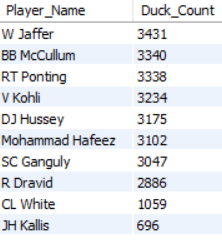 Player_Name Duck_Count
W Jaffer 3431
BB McCullum 3340
RT Ponting 3338
V Kohli 3234
DJ Hussey 3175
Mohammad Hafeez 3102
SC Ganguly 3047
R Dravid 2886
CL White 1059
JH Kallis 696